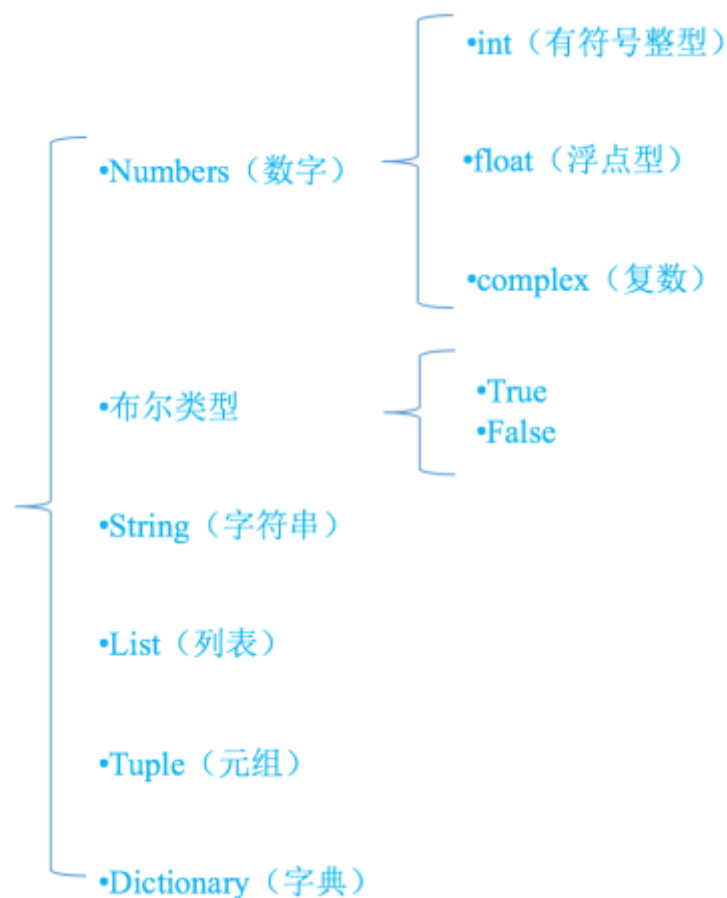 •Numbers（数字）
•int（有符号整型）
•float（浮点型）
•complex（复数）
•布尔类型
•True
•False
•String（字符串）
•List（列表）
•Tuple（元组）
•Dictionary（字典）